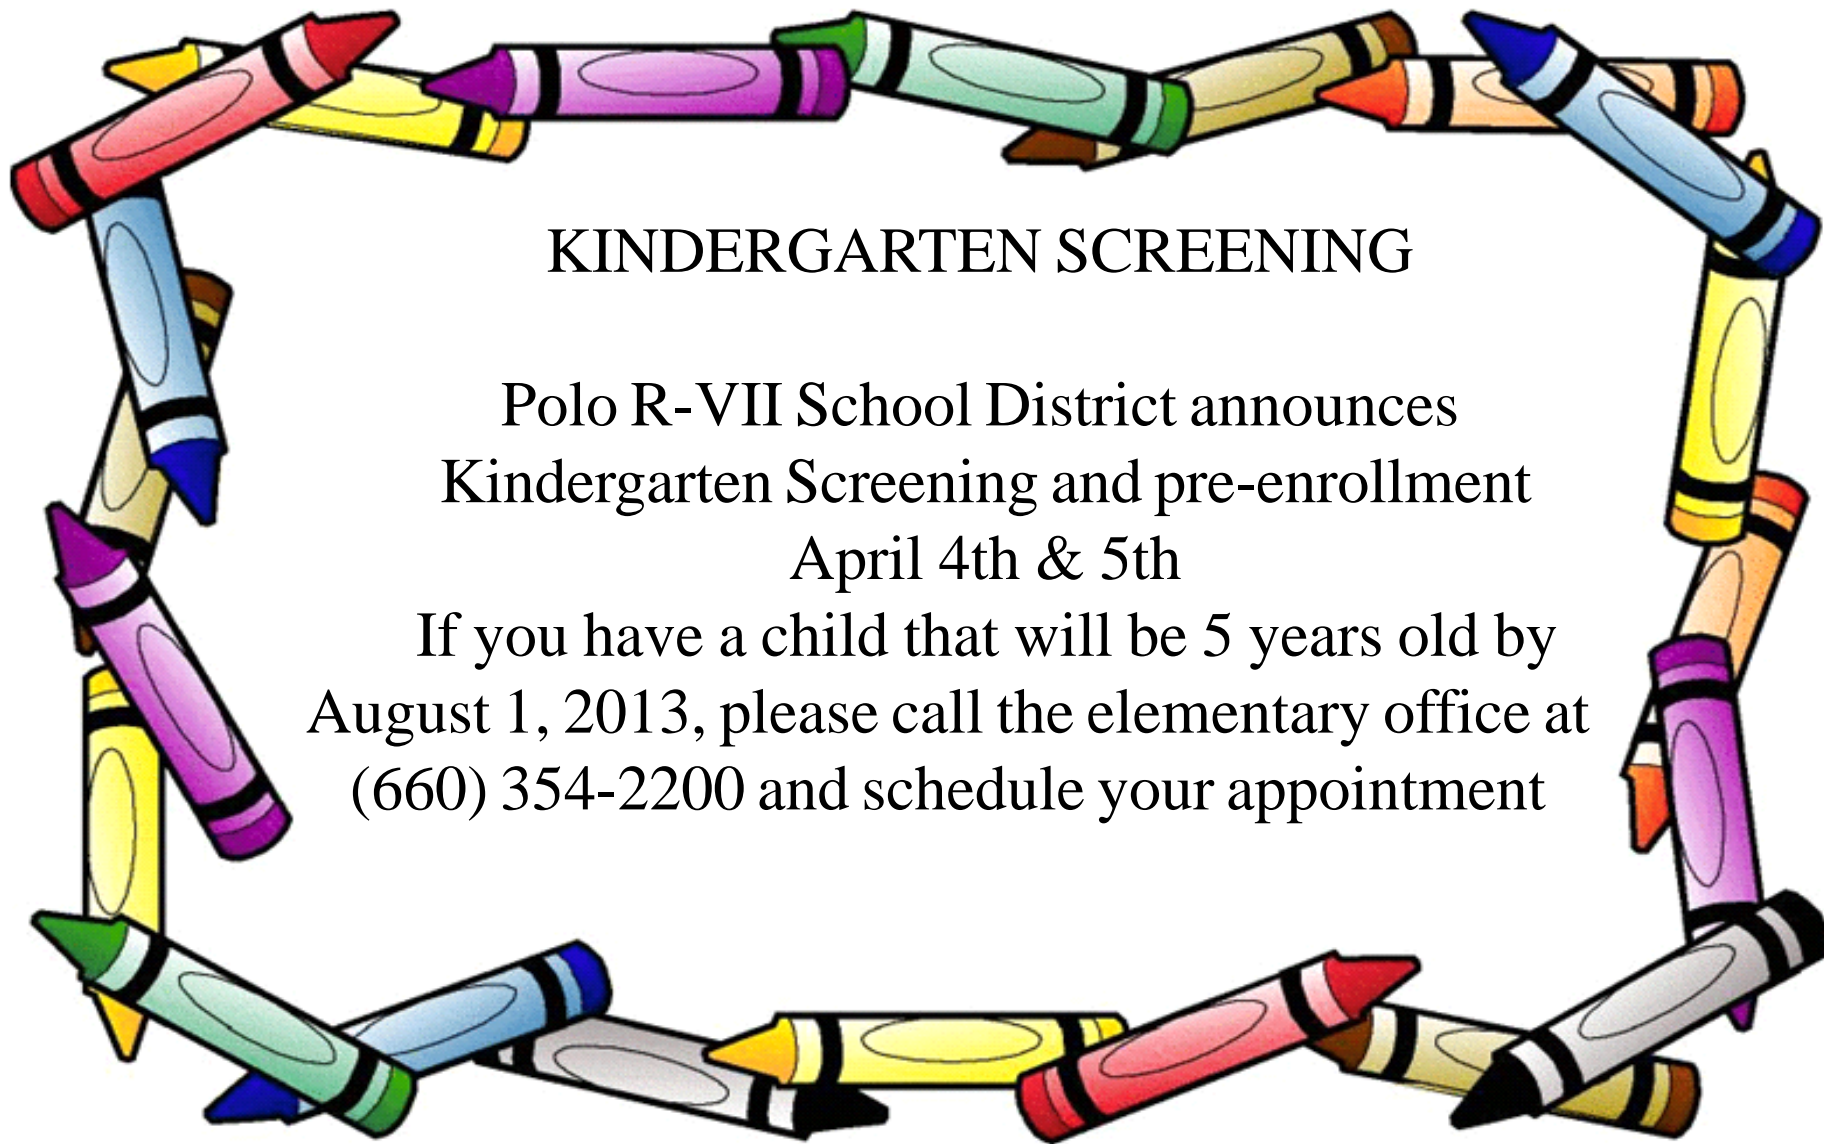 KINDERGARTEN SCREENING
Polo R-VII School District announces
Kindergarten Screening and pre-enrollment
April 4th & 5th
If you have a child that will be 5 years old by
August 1, 2013, please call the elementary office at
(660) 354-2200 and schedule your appointment